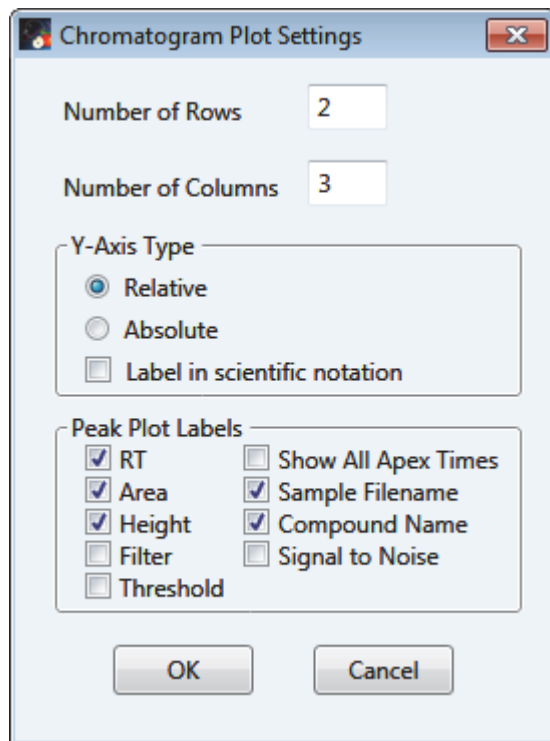 Chromatogram Plot Settings
Number of Rows 2
Number of Columns 3
Y-Axis Type
Relative
Absolute
Label in scientific notation
Peak Plot Labels
RT Show All Apex Times
Area Sample Filename
Height Compound Name
Filter Signal to Noise
Threshold
OK Cancel